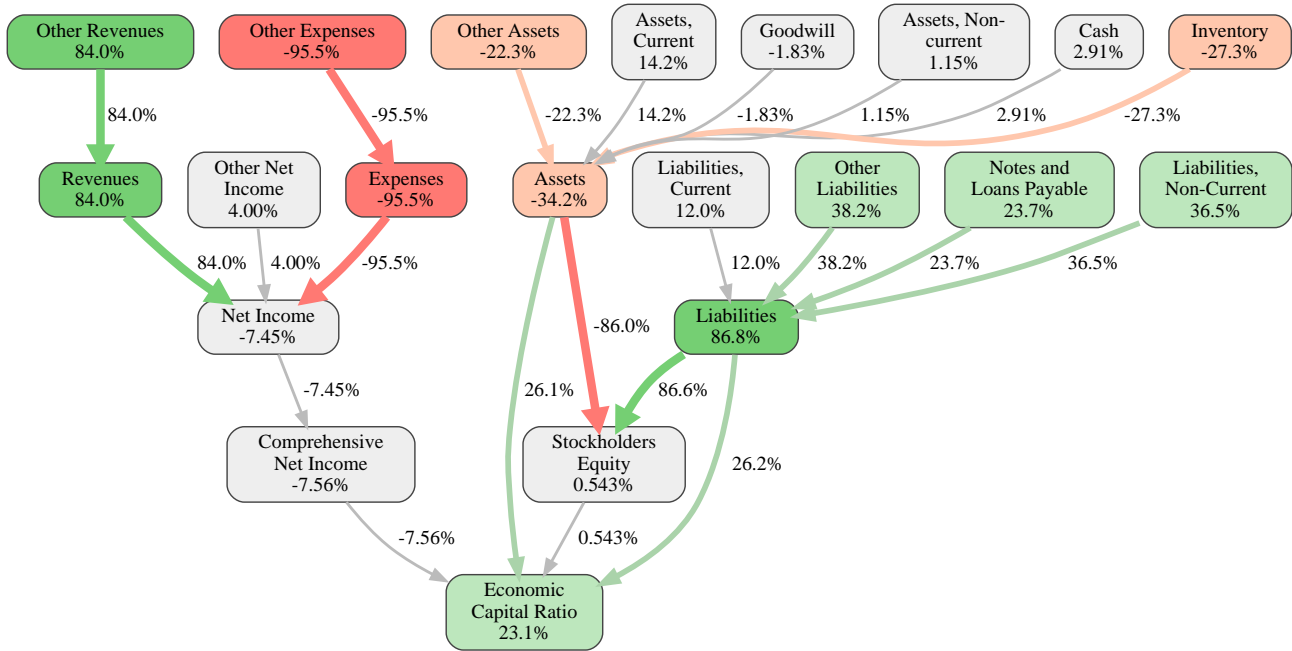 Other Revenues
84.0%
Other Expenses
-95.5%
Other Assets
-22.3%
Assets,
Current
14.2%
Goodwill
-1.83%
Assets, Non-
current
1.15%
Cash
2.91%
Inventory
-27.3%
84.0%
-95.5%
-22.3%
14.2%
-1.83%
1.15%
2.91%
-27.3%
Revenues
84.0%
Other Net
Income
4.00%
Expenses
-95.5%
Assets
-34.2%
Liabilities,
Current
12.0%
Other
Liabilities
38.2%
Notes and
Loans Payable
23.7%
Liabilities,
Non-Current
36.5%
84.0%
4.00%
-95.5%
12.0%
38.2%
23.7%
36.5%
Net Income
-7.45%
-86.0%
Liabilities
86.8%
-7.45%
26.1%
86.6%
Comprehensive
Net Income
-7.56%
Stockholders
Equity
0.543%
26.2%
-7.56%
0.543%
Economic
Capital Ratio
23.1%